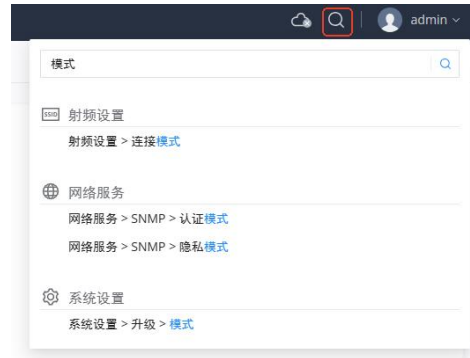 admin
模式
SSID 射频设置
射频设置 > 连接模式
网络服务
网络服务 > SNMP > 认证模式
网络服务 > SNMP > 隐私模式
系统设置
系统设置 > 升级 > 模式